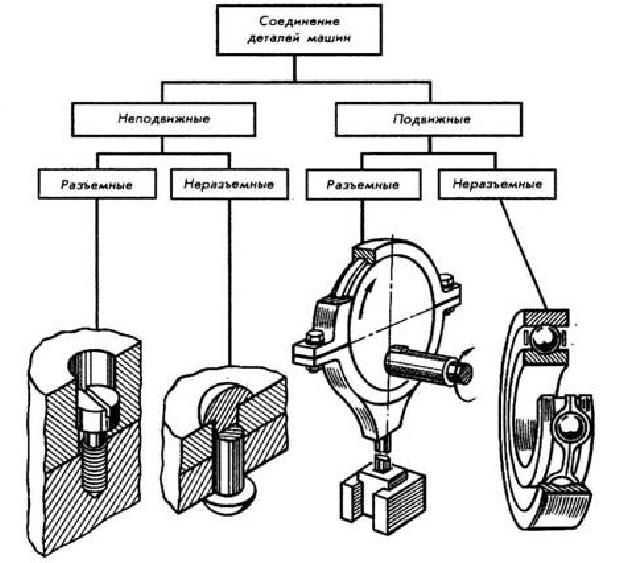 Соединение
деталей машин
Неподвижные
Подвижные
Разъемные
Неразъемные
Разъемные
Неразъемные